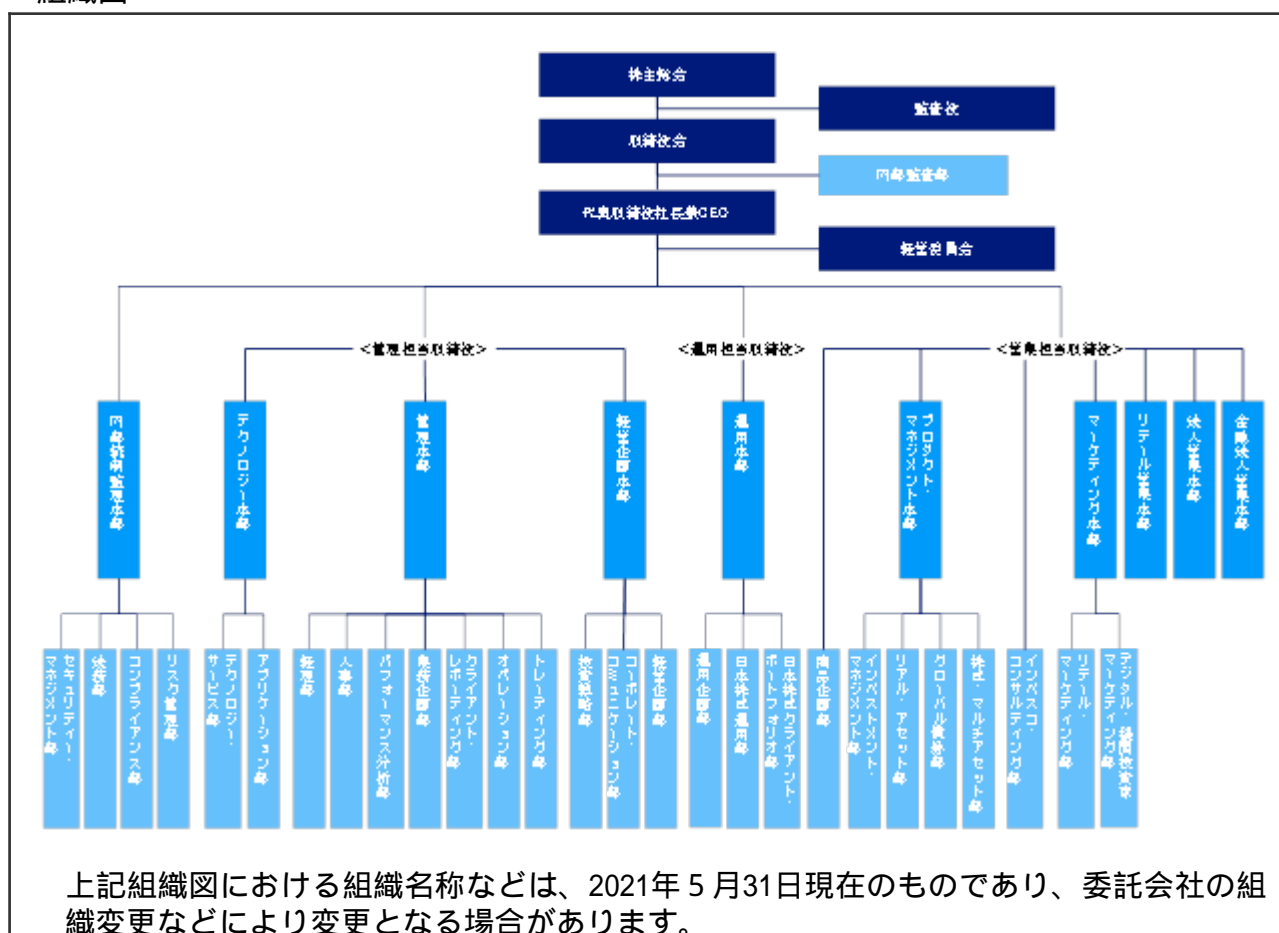 組織図
株主総会
監査役
取締役会
内部監査部
代表取締役社長兼CEO
経営委員会
<管理担当取締役>
<運用担当取締役>
<営業担当取締役>
内部統制監理本部
テクノロジー本部
管理本部
経営企画本部
運用本部
プロダクト・
マネジメント本部
マーケティング本部
リテール営業本部
法人営業本部
金融法人営業本部
セキュリティー・
マネジメント部
法務部
コンプライアンス部
リスク管理部
テクノロジー・
サービス部
アプリケーション部
経理部
人事部
パフォーマンス分析部
業務企画部
クライアント・
レポーティング部
オペレーション部
トレーディング部
投資戦略部
コーポレート・
コミュニケーション部
経営企画部
運用企画部
日本株式運用部
日本株式クライアント・
ポートフォリオ部
商品企画部
インベストメント・
マネジメント部
リアル・アセット部
グローバル債券部
株式・マルチアセット部
インベスコ・
コンサルティング部
リテール・
マーケティング部
デジタル・機関投資家
マーケティング部
上記組織図における組織名称などは、2021年5月31日現在のものであり、委託会社の組
織変更などにより変更となる場合があります。